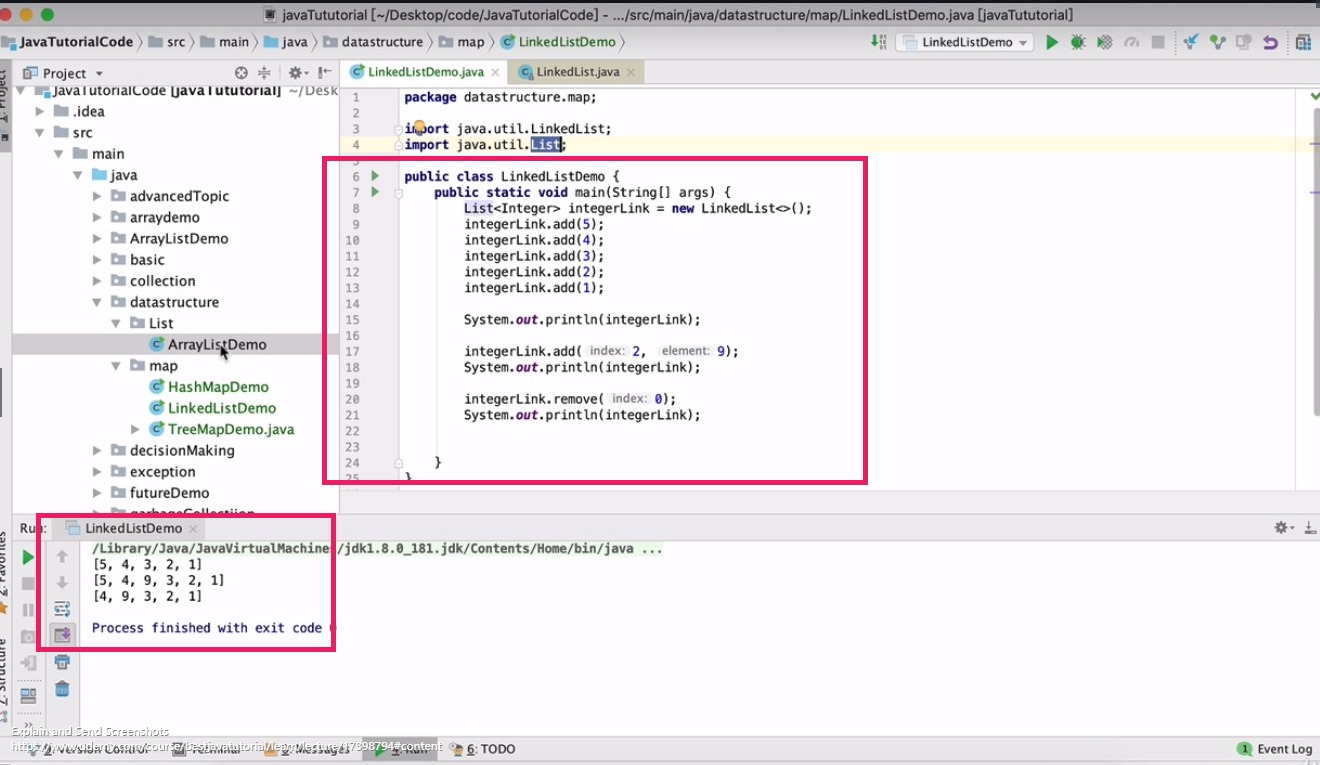 javaTututorial [~/Desktop/code/JavaTutorialCode] - .../src/main/java/datastructure/map/LinkedListDemo.java [javaTututorial]
JavaTutorialCode src main java datastructure map LinkedListDemo
LinkedListDemo
Project
LinkedListDemo.java LinkedList.java
1: Project
JavaTutorialCode [javaTututorial] ~/Desk
.idea
src
main
java
advancedTopic
arraydemo
ArrayListDemo
basic
collection
datastructure
List
ArrayListDemo
map
HashMapDemo
LinkedListDemo
TreeMapDemo.java
decisionMaking
exception
futureDemo
garbageCollectiion
1 package datastructure.map;
2
3 import java.util.LinkedList;
4 import java.util.List;
5
6 public class LinkedListDemo {
7 public static void main(String[] args) {
8 List<Integer> integerLink = new LinkedList<>();
9 integerLink.add(5);
10 integerLink.add(4);
11 integerLink.add(3);
12 integerLink.add(2);
13 integerLink.add(1);
14
15 System.out.println(integerLink);
16
17 integerLink.add( index: 2, element: 9);
18 System.out.println(integerLink);
19
20 integerLink.remove( index: 0);
21 System.out.println(integerLink);
22
23
24 }
25 }
Run: LinkedListDemo
/Library/Java/JavaVirtualMachines/jdk1.8.0_181.jdk/Contents/Home/bin/java ...
[5, 4, 3, 2, 1]
[5, 4, 9, 3, 2, 1]
[4, 9, 3, 2, 1]
Process finished with exit code 0
2: Favorites
Z: Structure
Explain and Send Screenshots
https://www.udemy.com/course/bestjavatutorial/learn/lecture/17398794#content
Version Control Terminal 0: Messages 4: Run 6: TODO
1 Event Log